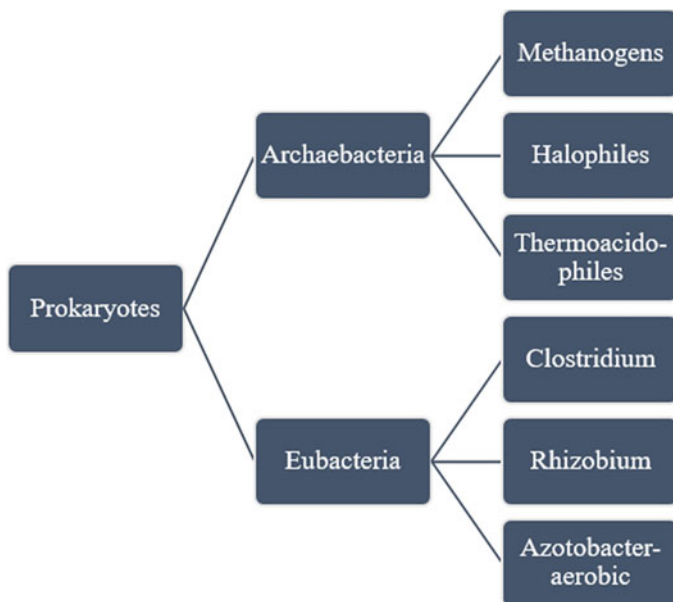 Prokaryotes
Archaebacteria
Methanogens
Halophiles
Thermoacido-
philes
Eubacteria
Clostridium
Rhizobium
Azotobacter-
aerobic